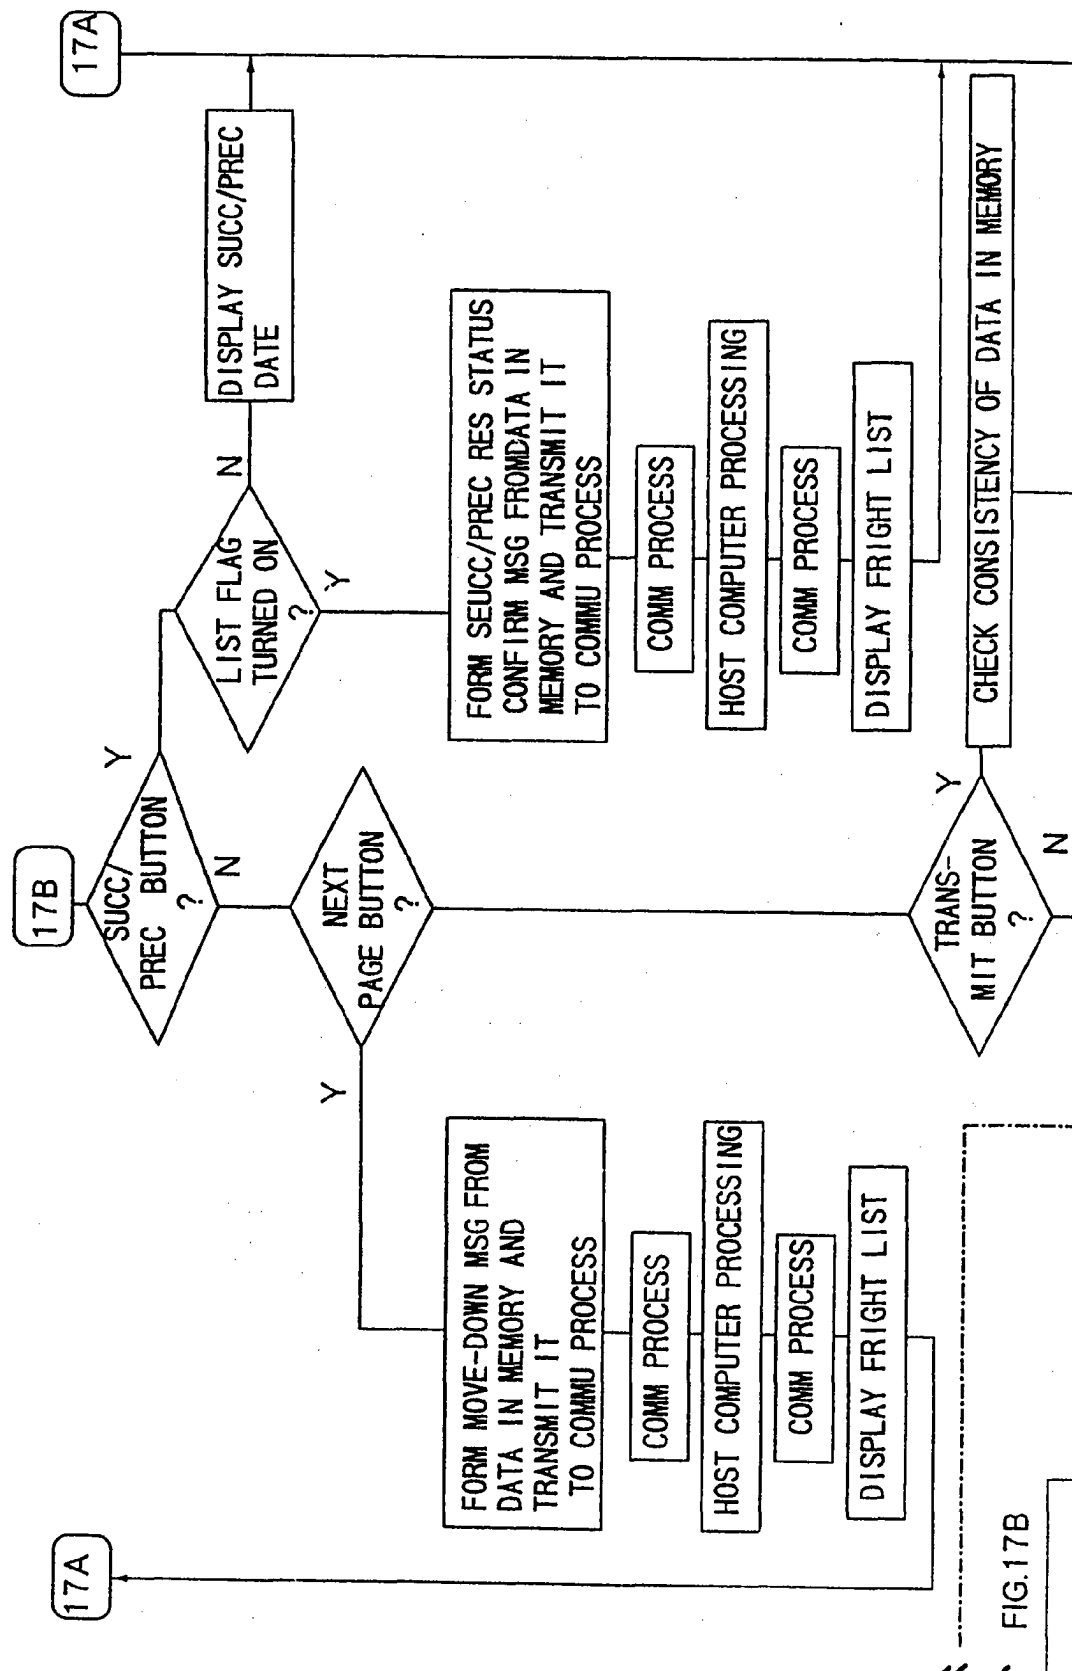 17A
17B
17A
SUCC/
PREC BUTTON
?
Y
N
LIST FLAG
TURNED ON
?
N
Y
DISPLAY SUCC/PREC
DATE
NEXT
PAGE BUTTON
?
Y
FORM MOVE-DOWN MSG FROM
DATA IN MEMORY AND
TRANSMIT IT
TO COMMU PROCESS
COMM PROCESS
HOST COMPUTER PROCESSING
COMM PROCESS
DISPLAY FRIGHT LIST
FORM SEUCC/PREC RES STATUS
CONFIRM MSG FROMDATA IN
MEMORY AND TRANSMIT IT
TO COMMU PROCESS
COMM PROCESS
HOST COMPUTER PROCESSING
COMM PROCESS
DISPLAY FRIGHT LIST
TRANS-
MIT BUTTON
?
Y
N
CHECK CONSISTENCY OF DATA IN MEMORY
FIG.17B